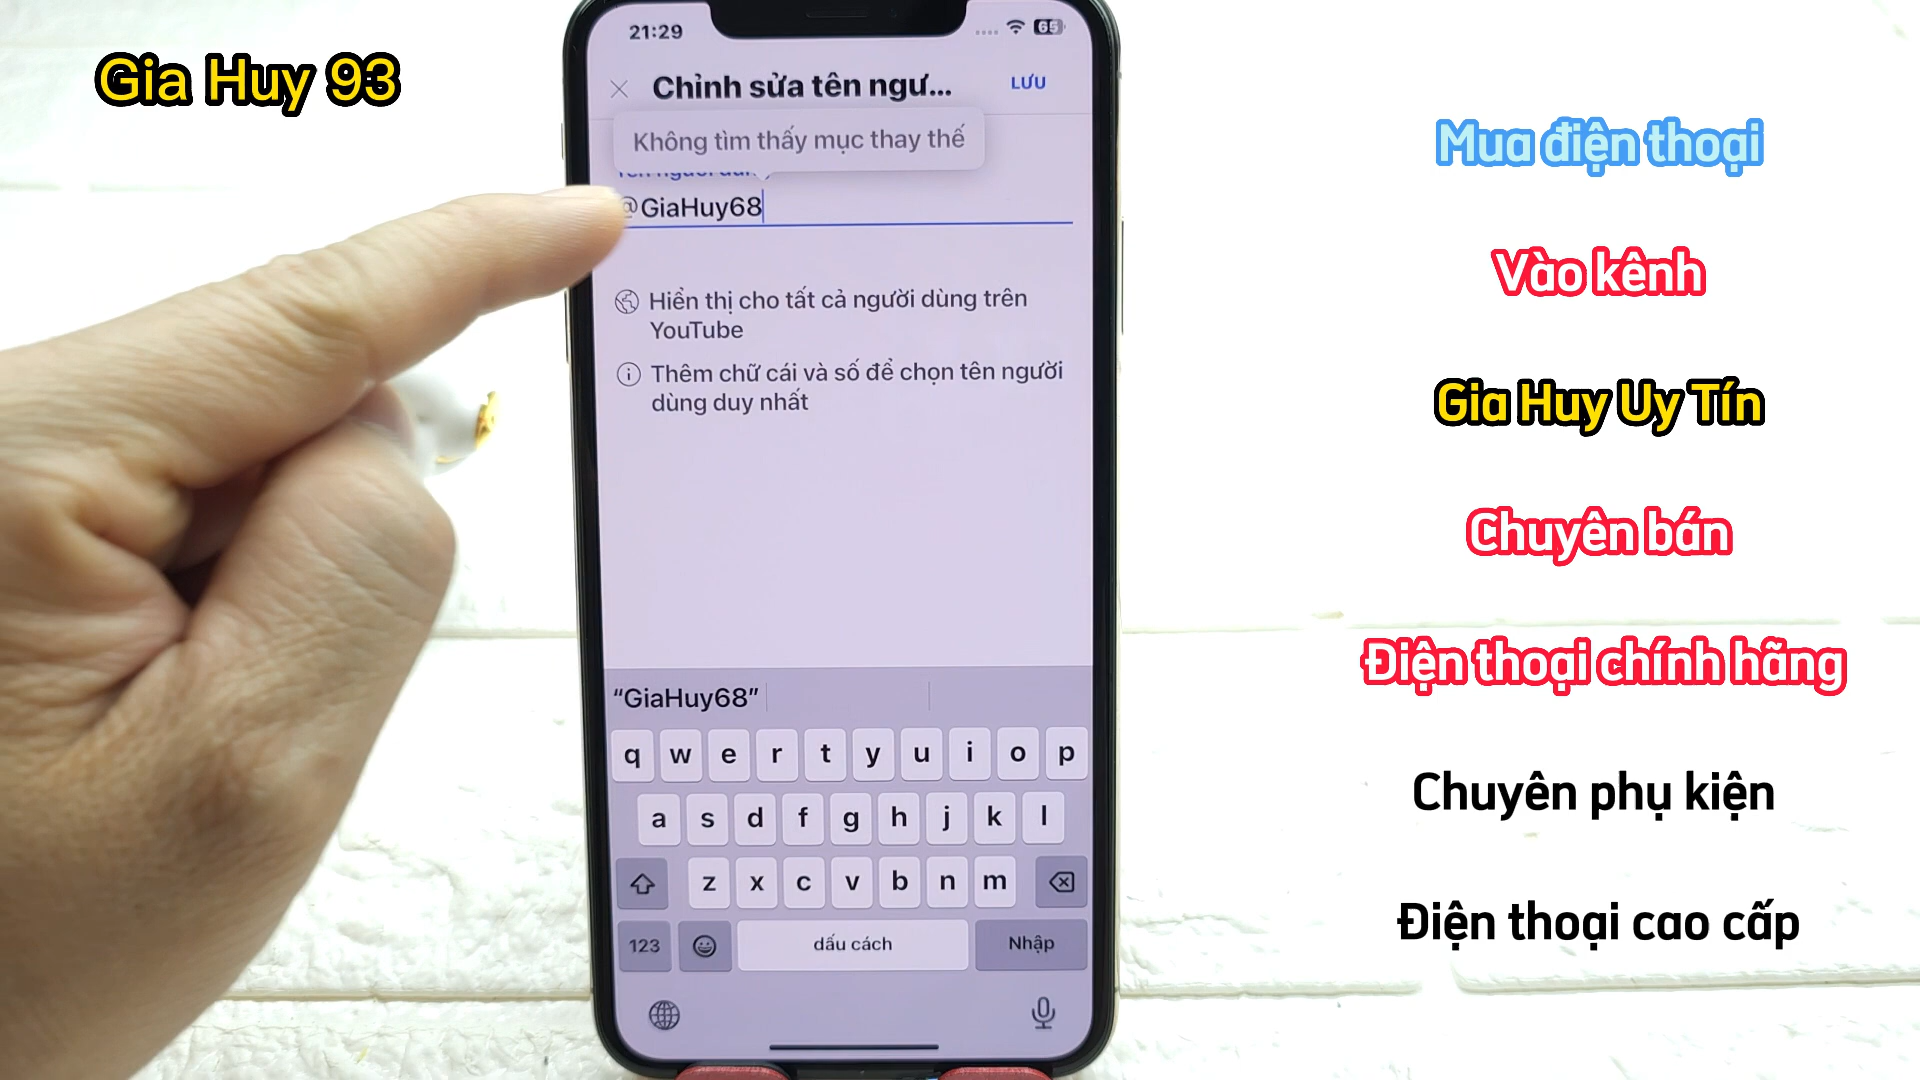 Gia Huy 93
21:29
65
Chỉnh sửa tên ngư...
LƯU
Không tìm thấy mục thay thế
@GiaHuy68
Hiển thị cho tất cả người dùng trên
YouTube
Thêm chữ cái và số để chọn tên người
dùng duy nhất
“GiaHuy68”
q w e r t y u i o p
a s d f g h j k l
z x c v b n m
123
dấu cách
Nhập
Mua điện thoại
Vào kênh
Gia Huy Uy Tín
Chuyên bán
Điện thoại chính hãng
Chuyên phụ kiện
Điện thoại cao cấp